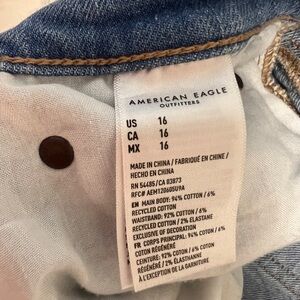 AMERICAN EAGLE
OUTFITTERS
US 16
CA 16
MX 16
MADE IN CHINA / FABRIQUÉ EN CHINE /
HECHO EN CHINA
RN 54485/CA 03873
RFC# AEM120605U9A
EN MAIN BODY: 94% COTTON / 6%
RECYCLED COTTON
WAISTBAND: 92% COTTON / 6%
RECYCLED COTTON / 2% ELASTANE
EXCLUSIVE OF DECORATION
FR CORPS PRINCIPAL: 94% COTON / 6%
COTON RÉGÉNÉRÉ
CEINTURE: 92% COTON / 6% COTON
RÉGÉNÉRÉ / 2% ÉLASTHANNE
À L'EXCEPTION DE LA GARNITURE